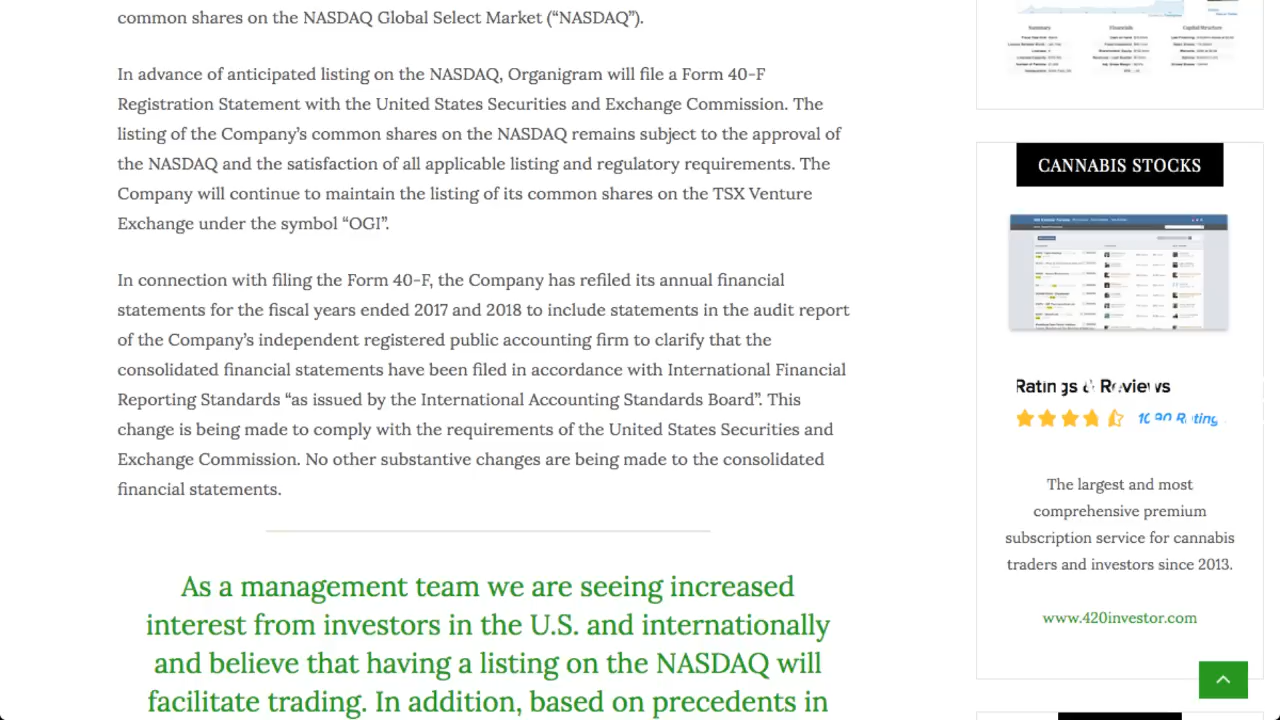 common shares on the NASDAQ Global Select Market (“NASDAQ”).
In advance of anticipated listing on the NASDAQ, Organigram will file a Form 40-F
Registration Statement with the United States Securities and Exchange Commission. The
listing of the Company’s common shares on the NASDAQ remains subject to the approval of
the NASDAQ and the satisfaction of all applicable listing and regulatory requirements. The
Company will continue to maintain the listing of its common shares on the TSX Venture
Exchange under the symbol “OGI”.
In connection with filing the Form 40-F, the Company has refiled its annual financial
statements for the fiscal year ended August 31, 2018 to include amendments in the audit report
of the Company’s independent registered public accounting firm to clarify that the
consolidated financial statements have been filed in accordance with International Financial
Reporting Standards “as issued by the International Accounting Standards Board”. This
change is being made to comply with the requirements of the United States Securities and
Exchange Commission. No other substantive changes are being made to the consolidated
financial statements.
As a management team we are seeing increased
interest from investors in the U.S. and internationally
and believe that having a listing on the NASDAQ will
facilitate trading. In addition, based on precedents in
Summary
Financials
Capital Structure
CANNABIS STOCKS
Ratings & Reviews
The largest and most
comprehensive premium
subscription service for cannabis
traders and investors since 2013.
www.420investor.com